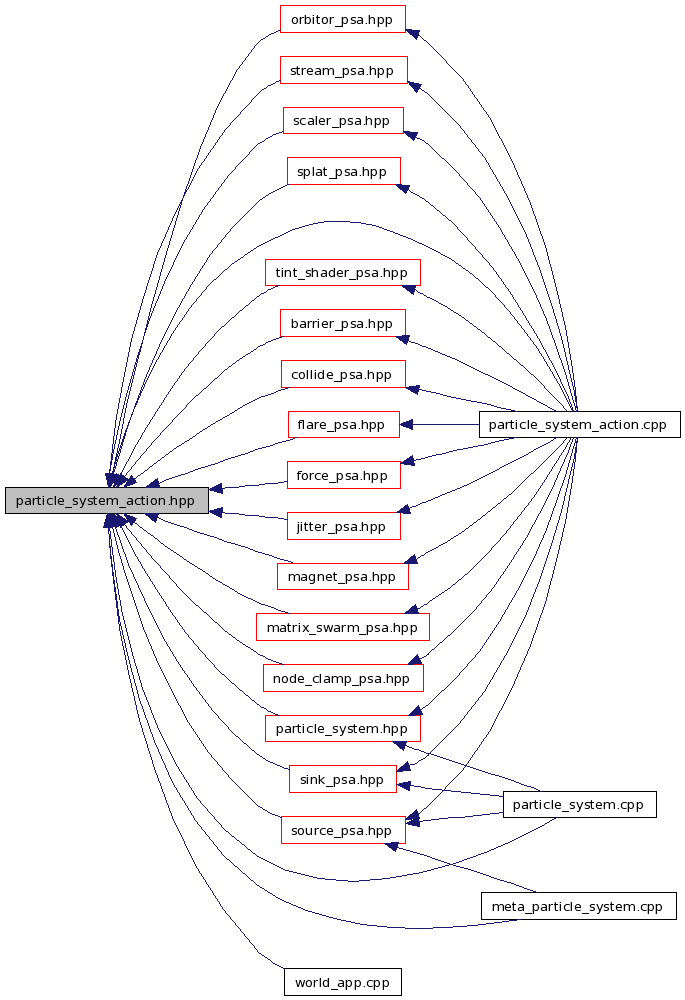 orbitor_psa.hpp
stream_psa.hpp
scaler_psa.hpp
splat_psa.hpp
tint_shader_psa.hpp
barrier_psa.hpp
collide_psa.hpp
flare_psa.hpp
particle_system_action.cpp
force_psa.hpp
particle_system_action.hpp
jitter_psa.hpp
magnet_psa.hpp
matrix_swarm_psa.hpp
node_clamp_psa.hpp
particle_system.hpp
sink_psa.hpp
particle_system.cpp
source_psa.hpp
meta_particle_system.cpp
world_app.cpp